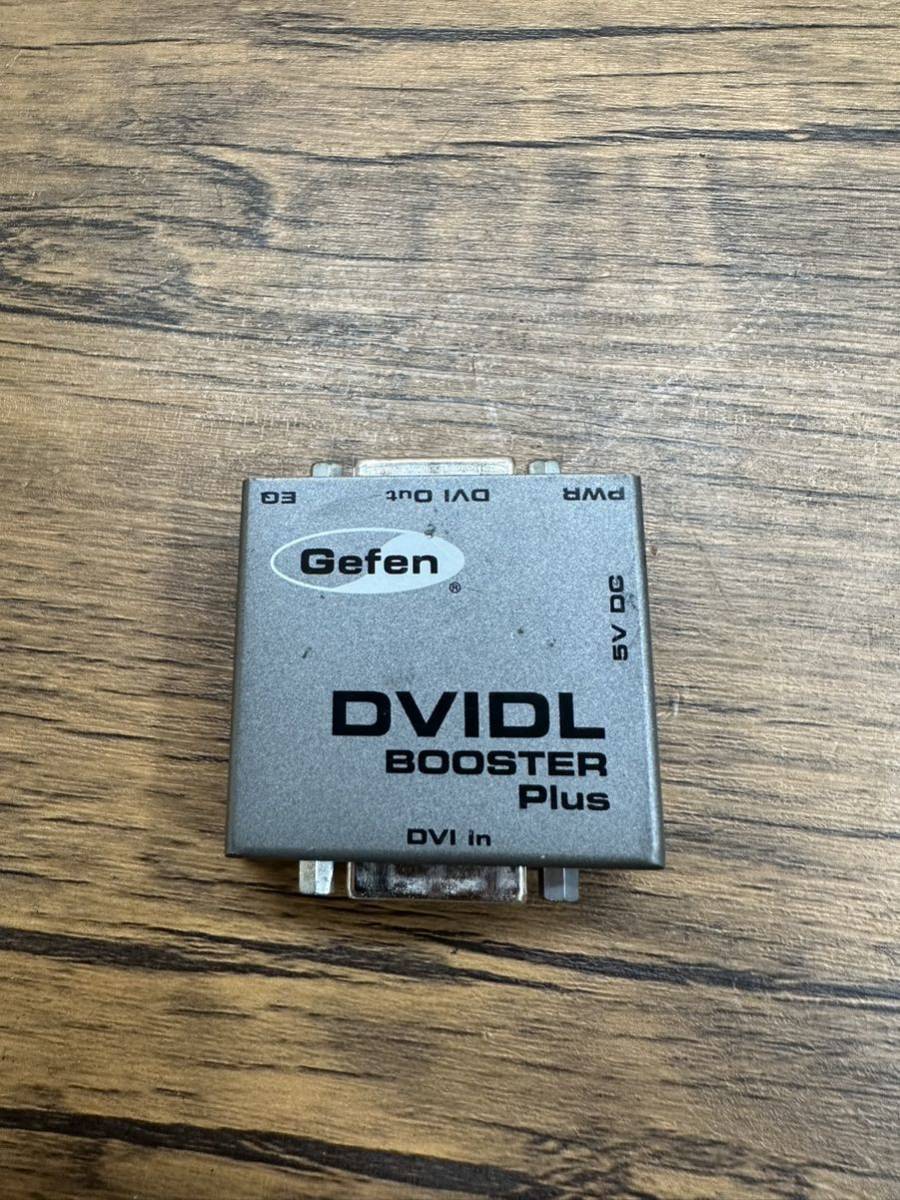 EQ
DVI Out
PWR
Gefen
®
5V DC
DVIDL
BOOSTER
Plus
DVI in